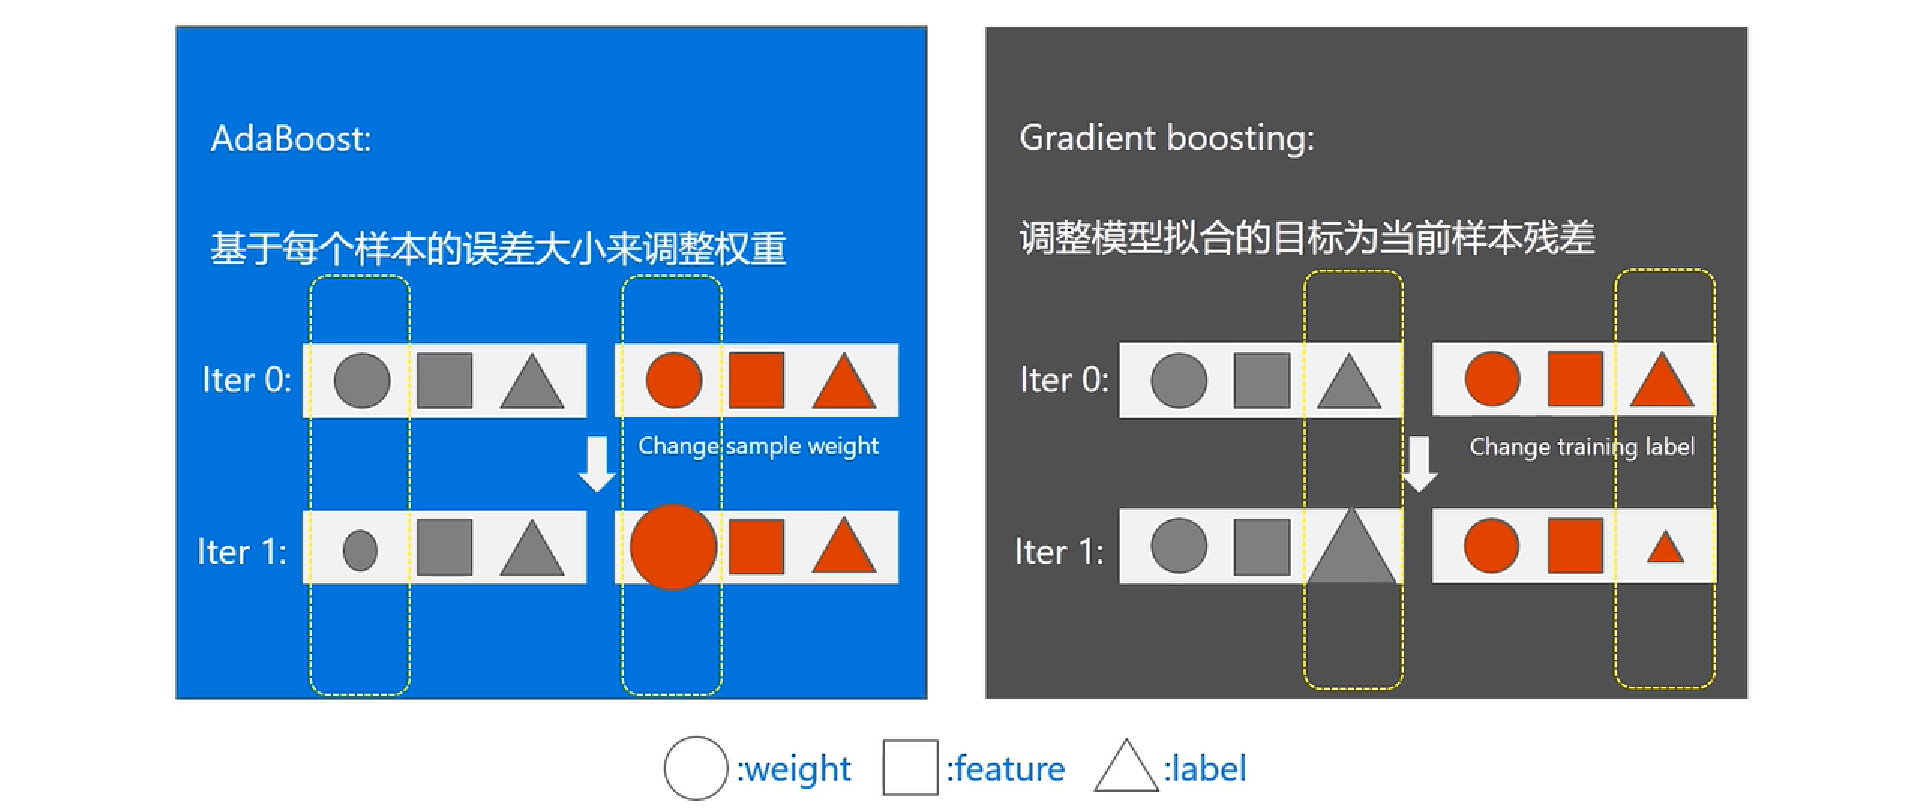 AdaBoost:
基于每个样本的误差大小来调整权重
Iter 0:
Change sample weight
Iter 1:
Gradient boosting:
调整模型拟合的目标为当前样本残差
Iter 0:
Change training label
Iter 1:
:weight :feature :label